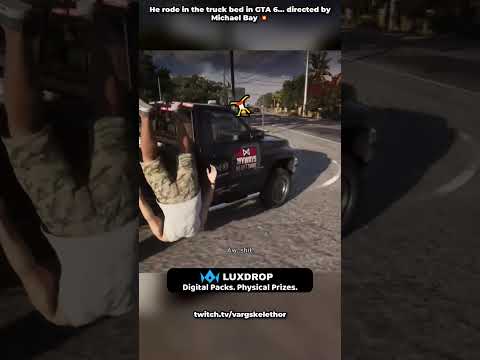 He rode in the truck bed in GTA 6... directed by
Michael Bay 💥
Aw, shit.
LUXDROP
Digital Packs. Physical Prizes.
twitch.tv/vargskelethor